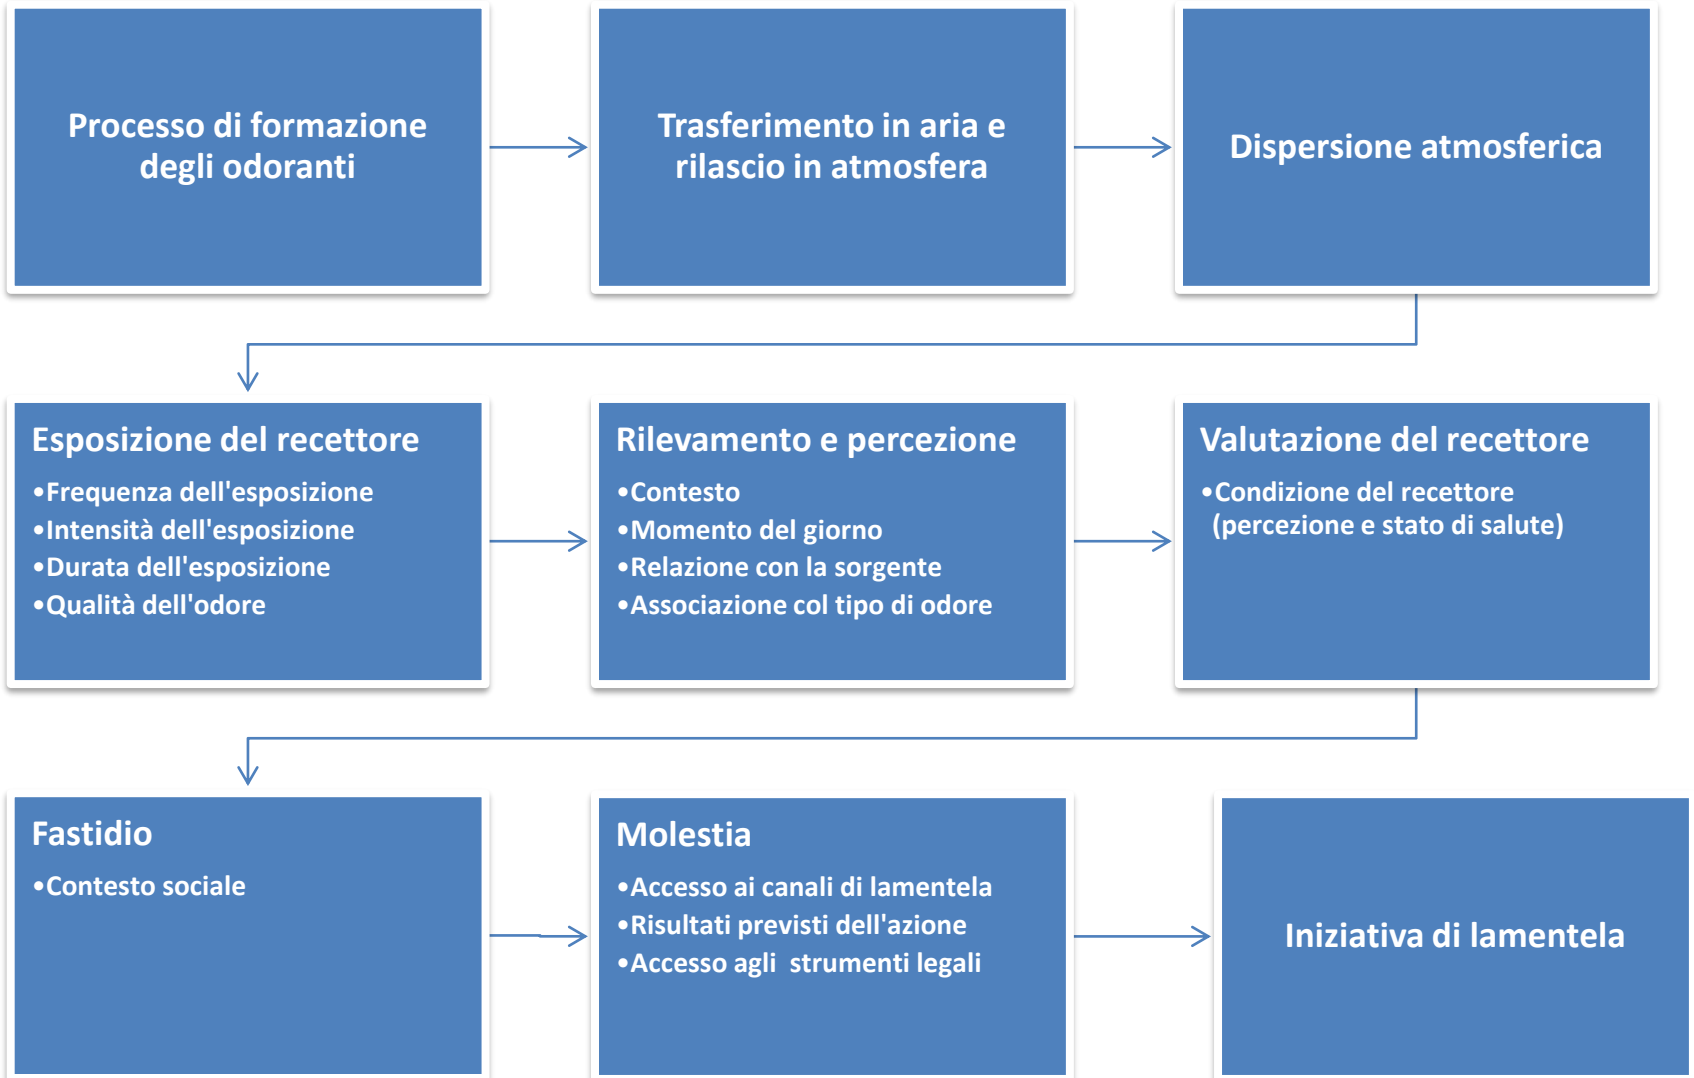 Processo di formazione
degli odoranti
Trasferimento in aria e
rilascio in atmosfera
Dispersione atmosferica
Esposizione del recettore
•Frequenza dell'esposizione
•Intensità dell'esposizione
•Durata dell'esposizione
•Qualità dell'odore
Rilevamento e percezione
•Contesto
•Momento del giorno
•Relazione con la sorgente
•Associazione col tipo di odore
Valutazione del recettore
•Condizione del recettore
(percezione e stato di salute)
Fastidio
•Contesto sociale
Molestia
•Accesso ai canali di lamentela
•Risultati previsti dell'azione
•Accesso agli  strumenti legali
Iniziativa di lamentela